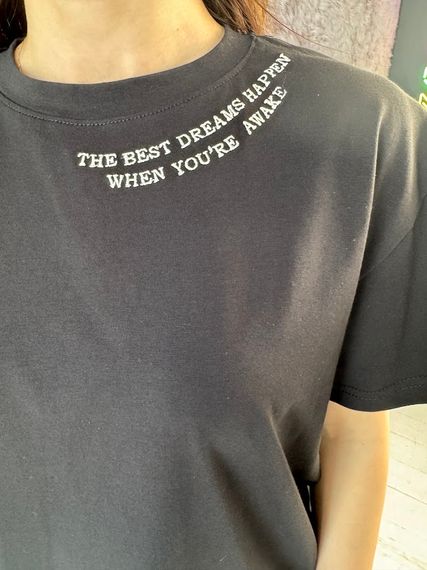 THE BEST DREAMS HAPPEN
WHEN YOU'RE AWAKE